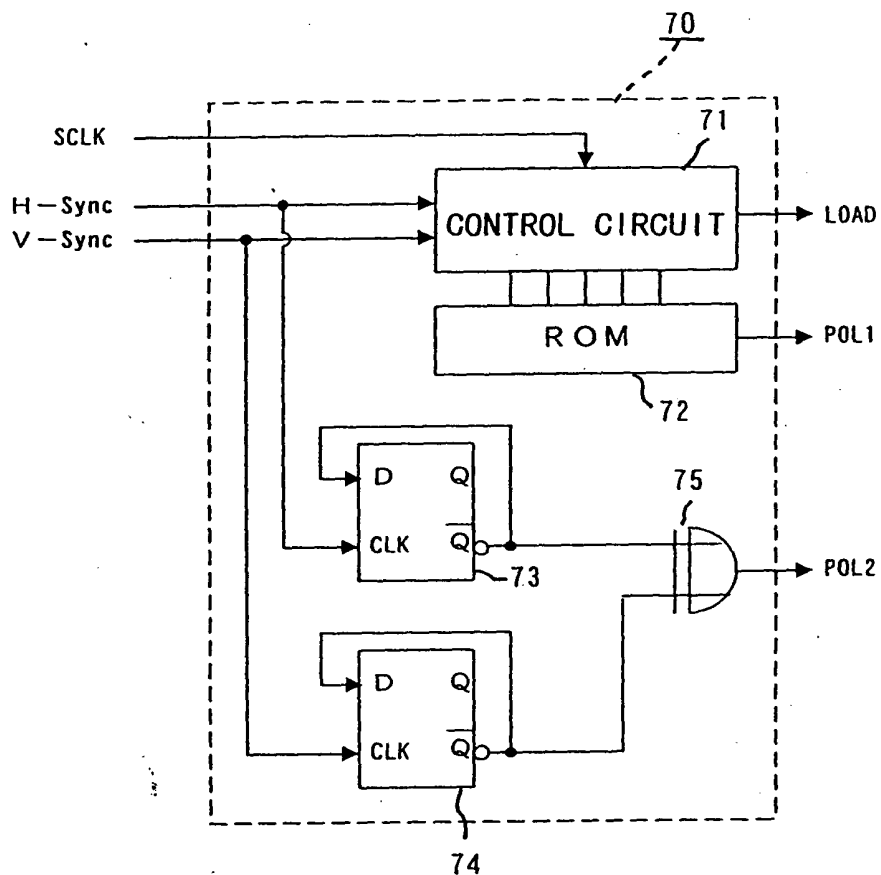 70
SCLK
71
H-Sync
V-Sync
CONTROL CIRCUIT
LOAD
ROM
POL1
72
D Q
75
CLK Q̅
73
POL2
D Q
CLK Q̅
74